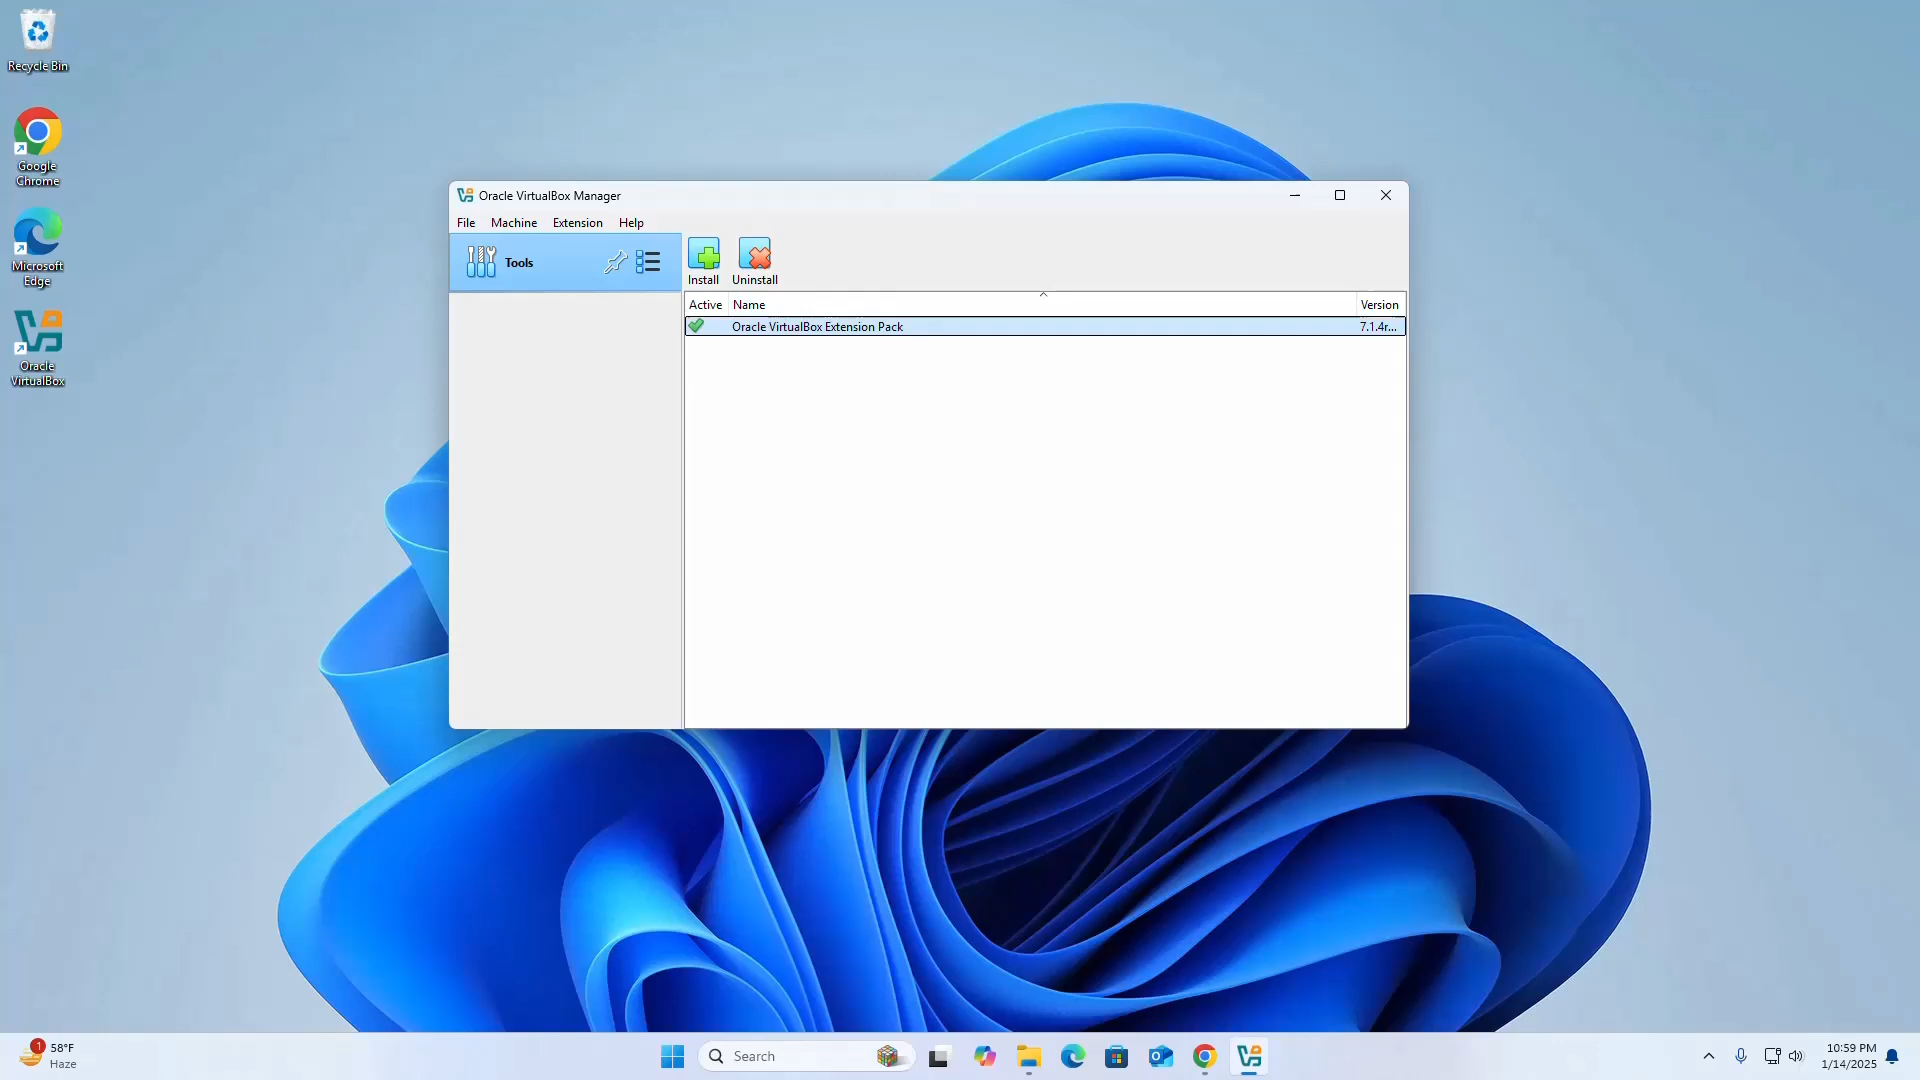 Recycle Bin
Google
Chrome
Microsoft
Edge
Oracle
VirtualBox
Oracle VirtualBox Manager
File Machine Extension Help
Tools
Install Uninstall
Active Name Version
Oracle VirtualBox Extension Pack 7.1.4r...
1
58°F
Haze
Search
10:59 PM
1/14/2025